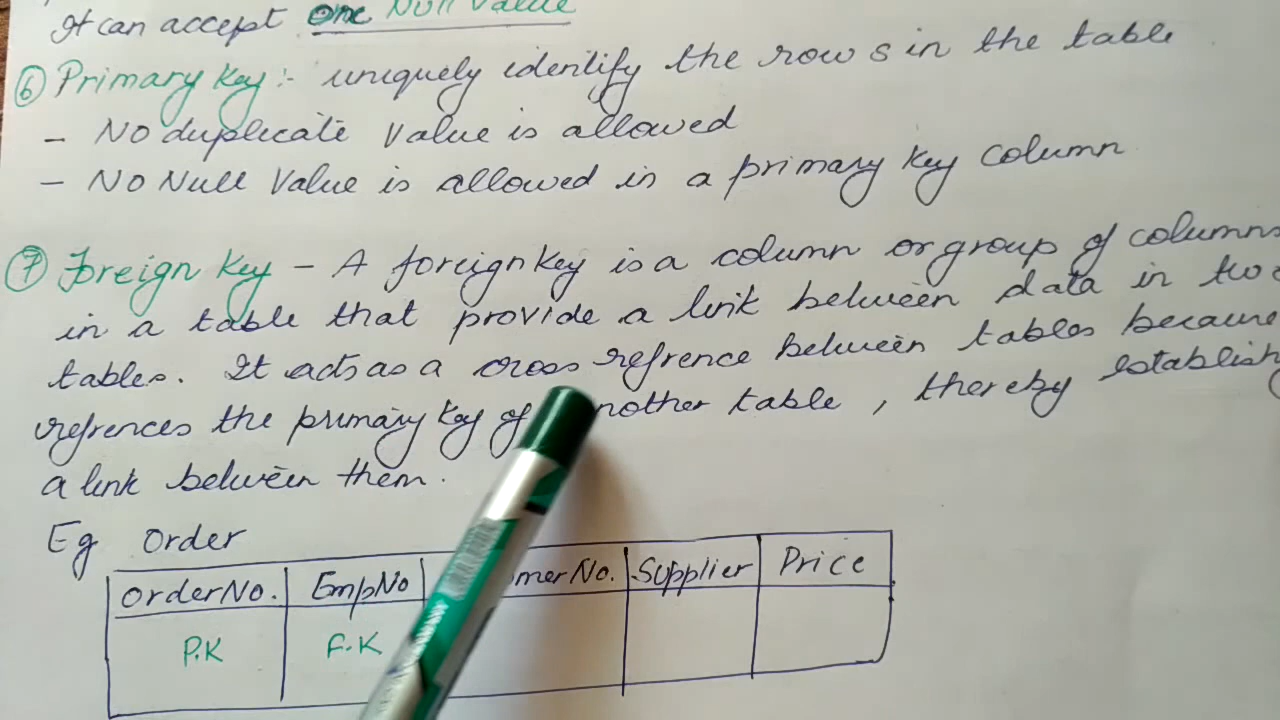 It can accept one Null Value
⑥ Primary Key :- uniquely identify the rows in the table
- No duplicate value is allowed
- No Null Value is allowed in a primary key column
⑦ Foreign Key - A foreign key is a column or group of columns
in a table that provide a link between data in two
tables. It acts as a cross refrence between tables because
refrences the primary key of nother table, thereby establish
a link between them.
Eg Order
OrderNo. EmpNo omerNo. Supplier Price
P.K F.K